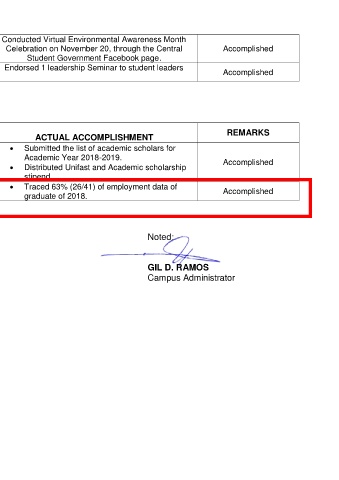 Conducted Virtual Environmental Awareness Month
Celebration on November 20, through the Central
Student Government Facebook page.
Accomplished
Endorsed 1 leadership Seminar to student leaders
Accomplished
ACTUAL ACCOMPLISHMENT
REMARKS
• Submitted the list of academic scholars for
Academic Year 2018-2019.
• Distributed Unifast and Academic scholarship
stipend
Accomplished
• Traced 63% (26/41) of employment data of
graduate of 2018.
Accomplished
Noted:
GIL D. RAMOS
Campus Administrator